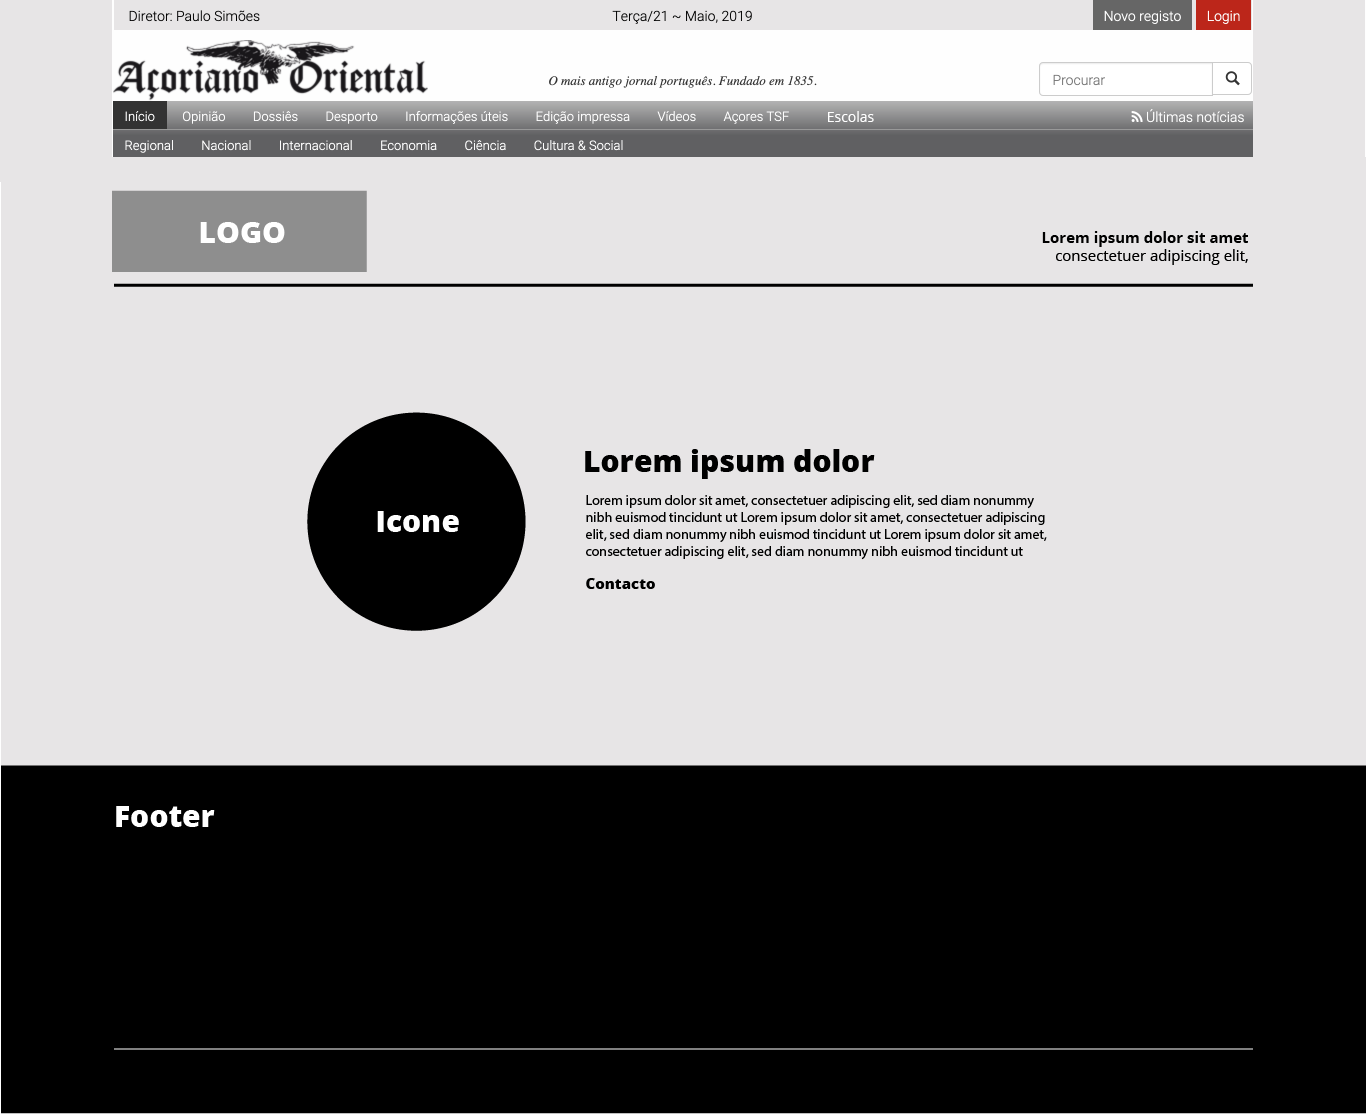 Diretor: Paulo Simões
Terça/21 ~ Maio, 2019
Novo registo
Login
Açoriano Oriental
O mais antigo jornal português. Fundado em 1835.
Procurar
Início Opinião Dossiês Desporto Informações úteis Edição impressa Vídeos Açores TSF Escolas Últimas notícias
Regional Nacional Internacional Economia Ciência Cultura & Social
LOGO
Lorem ipsum dolor sit amet
consectetuer adipiscing elit,
Icone
Lorem ipsum dolor
Lorem ipsum dolor sit amet, consectetuer adipiscing elit, sed diam nonummy
nibh euismod tincidunt ut Lorem ipsum dolor sit amet, consectetuer adipiscing
elit, sed diam nonummy nibh euismod tincidunt ut Lorem ipsum dolor sit amet,
consectetuer adipiscing elit, sed diam nonummy nibh euismod tincidunt ut
Contacto
Footer